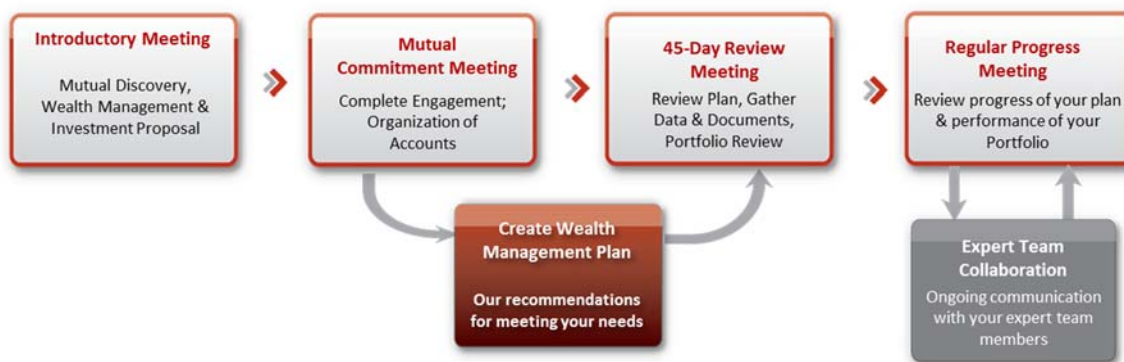 Introductory Meeting
Mutual Discovery,
Wealth Management &
Investment Proposal
Mutual
Commitment Meeting
Complete Engagement;
Organization of
Accounts
45-Day Review
Meeting
Review Plan, Gather
Data & Documents,
Portfolio Review
Regular Progress
Meeting
Review progress of your plan
& performance of your
Portfolio
Create Wealth
Management Plan
Our recommendations
for meeting your needs
Expert Team
Collaboration
Ongoing communication
with your expert team
members